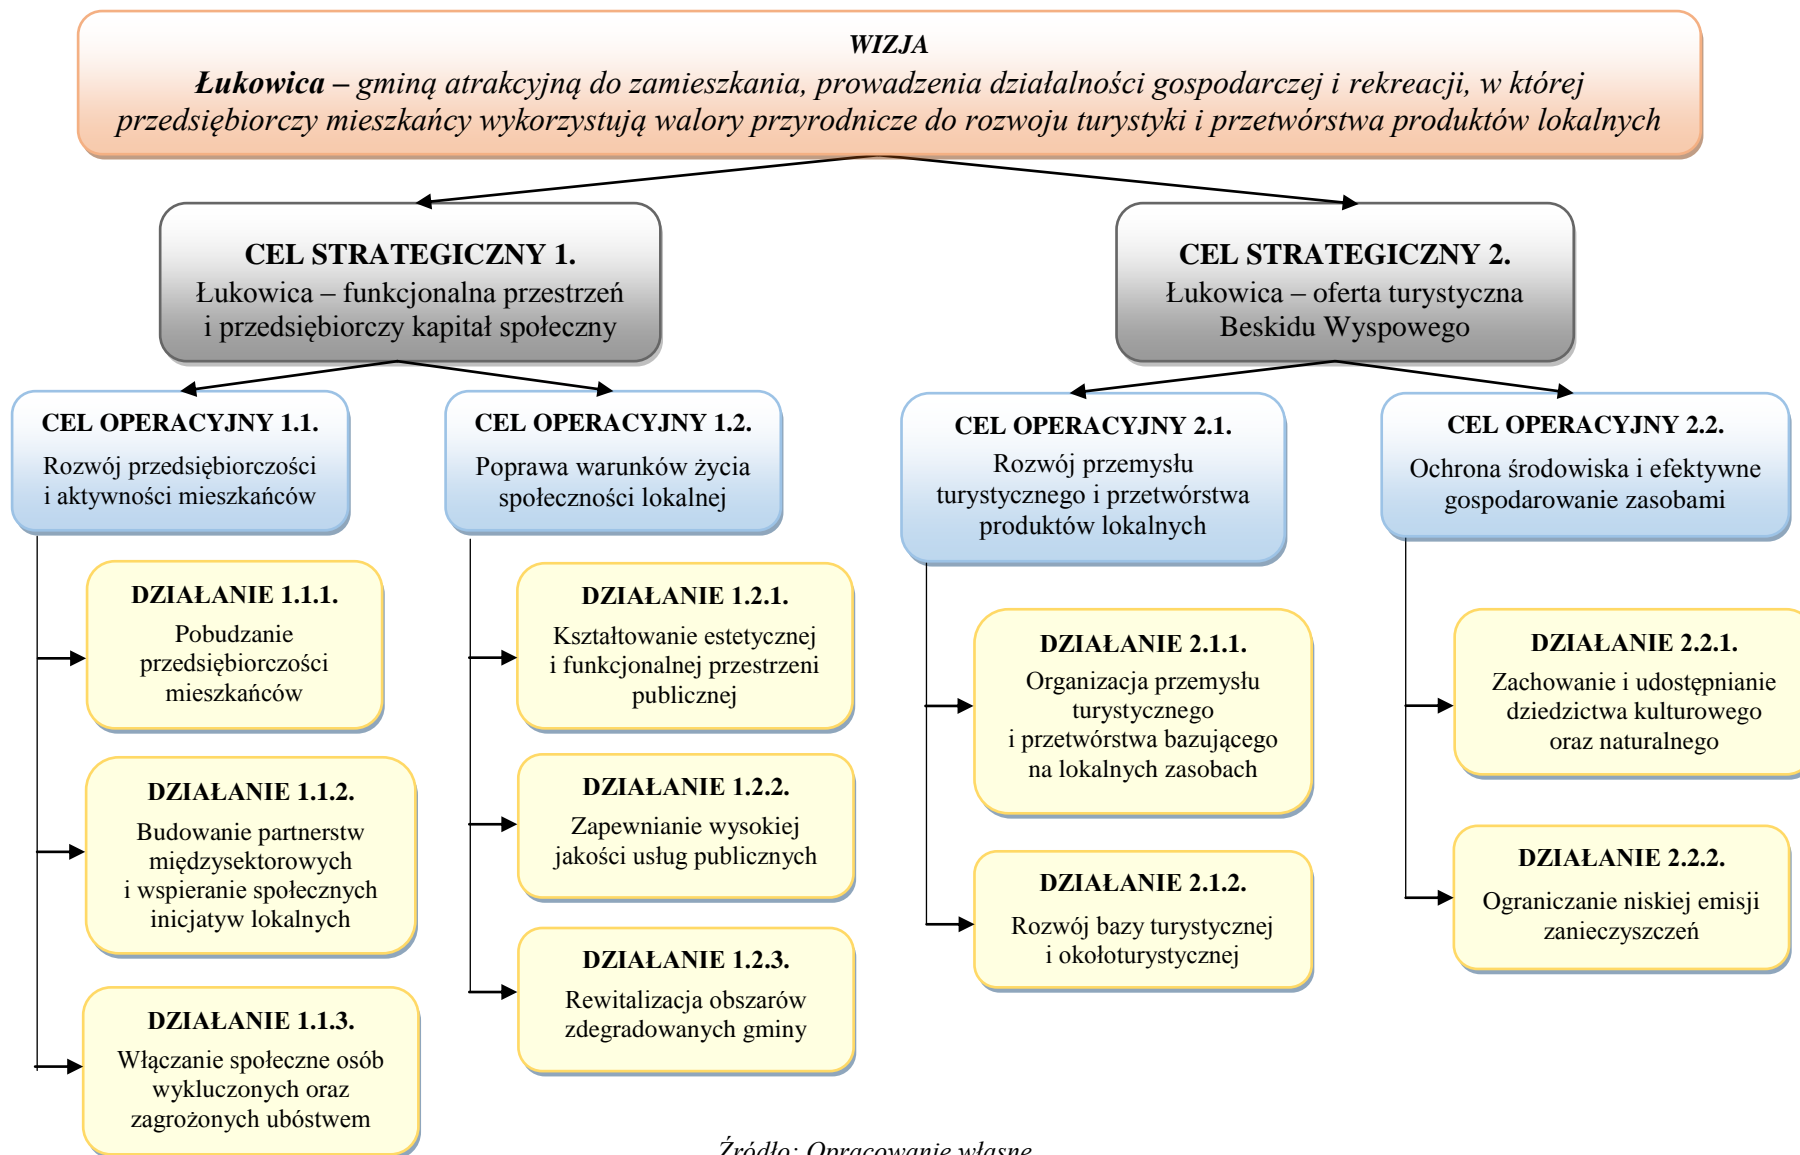 WIZJA
Łukowica – gminą atrakcyjną do zamieszkania, prowadzenia działalności gospodarczej i rekreacji, w której
przedsiębiorczy mieszkańcy wykorzystują walory przyrodnicze do rozwoju turystyki i przetwórstwa produktów lokalnych
CEL STRATEGICZNY 1.
Łukowica – funkcjonalna przestrzeń
i przedsiębiorczy kapitał społeczny
CEL STRATEGICZNY 2.
Łukowica – oferta turystyczna
Beskidu Wyspowego
CEL OPERACYJNY 1.1.
Rozwój przedsiębiorczości
i aktywności mieszkańców
CEL OPERACYJNY 1.2.
Poprawa warunków życia
społeczności lokalnej
CEL OPERACYJNY 2.1.
Rozwój przemysłu
turystycznego i przetwórstwa
produktów lokalnych
CEL OPERACYJNY 2.2.
Ochrona środowiska i efektywne
gospodarowanie zasobami
DZIAŁANIE 1.1.1.
Pobudzanie
przedsiębiorczości
mieszkańców
DZIAŁANIE 1.1.2.
Budowanie partnerstw
międzysektorowych
i wspieranie społecznych
inicjatyw lokalnych
DZIAŁANIE 1.1.3.
Włączanie społeczne osób
wykluczonych oraz
zagrożonych ubóstwem
DZIAŁANIE 1.2.1.
Kształtowanie estetycznej
i funkcjonalnej przestrzeni
publicznej
DZIAŁANIE 1.2.2.
Zapewnianie wysokiej
jakości usług publicznych
DZIAŁANIE 1.2.3.
Rewitalizacja obszarów
zdegradowanych gminy
DZIAŁANIE 2.1.1.
Organizacja przemysłu
turystycznego
i przetwórstwa bazującego
na lokalnych zasobach
DZIAŁANIE 2.1.2.
Rozwój bazy turystycznej
i okołoturystycznej
DZIAŁANIE 2.2.1.
Zachowanie i udostępnianie
dziedzictwa kulturowego
oraz naturalnego
DZIAŁANIE 2.2.2.
Ograniczanie niskiej emisji
zanieczyszczeń
Źródło: Opracowanie własne